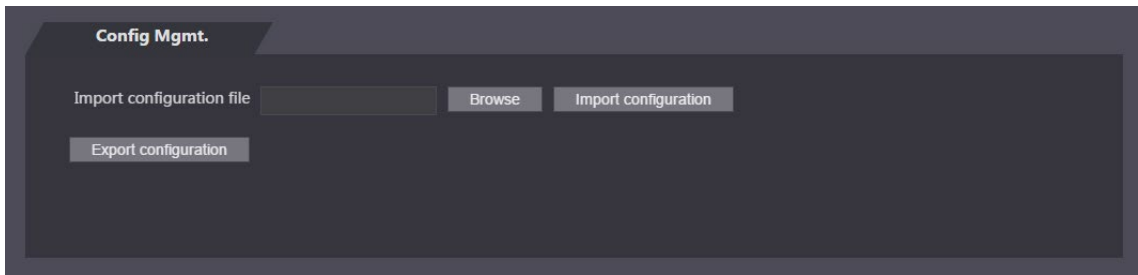 Config Mgmt.
Import configuration file Browse Import configuration
Export configuration